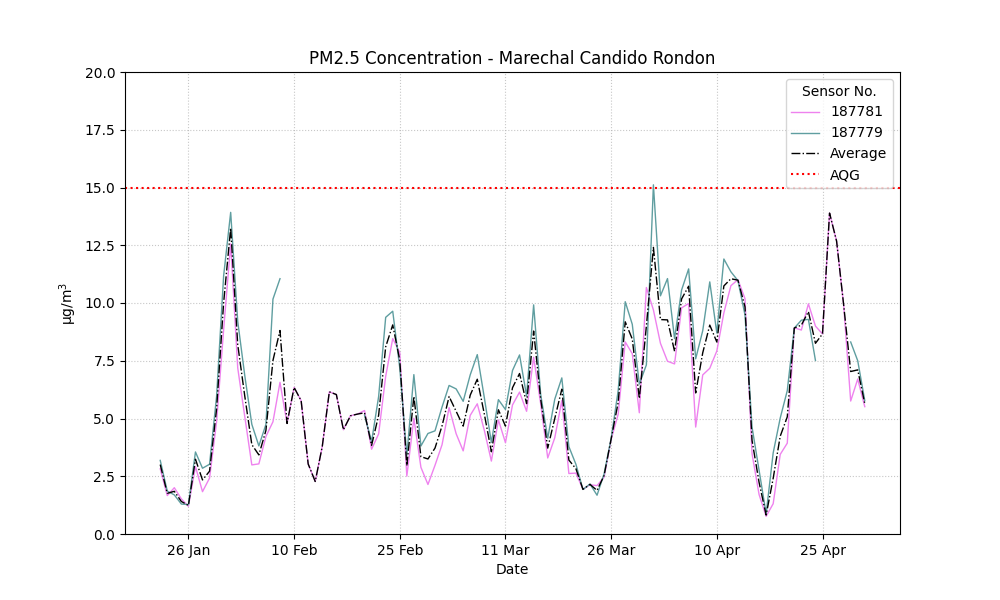 PM2.5 Concentration - Marechal Candido Rondon
20.0
17.5
15.0
12.5
10.0
7.5
5.0
2.5
0.0
µg/m³
Sensor No.
187781
187779
Average
AQG
26 Jan
10 Feb
25 Feb
11 Mar
26 Mar
10 Apr
25 Apr
Date